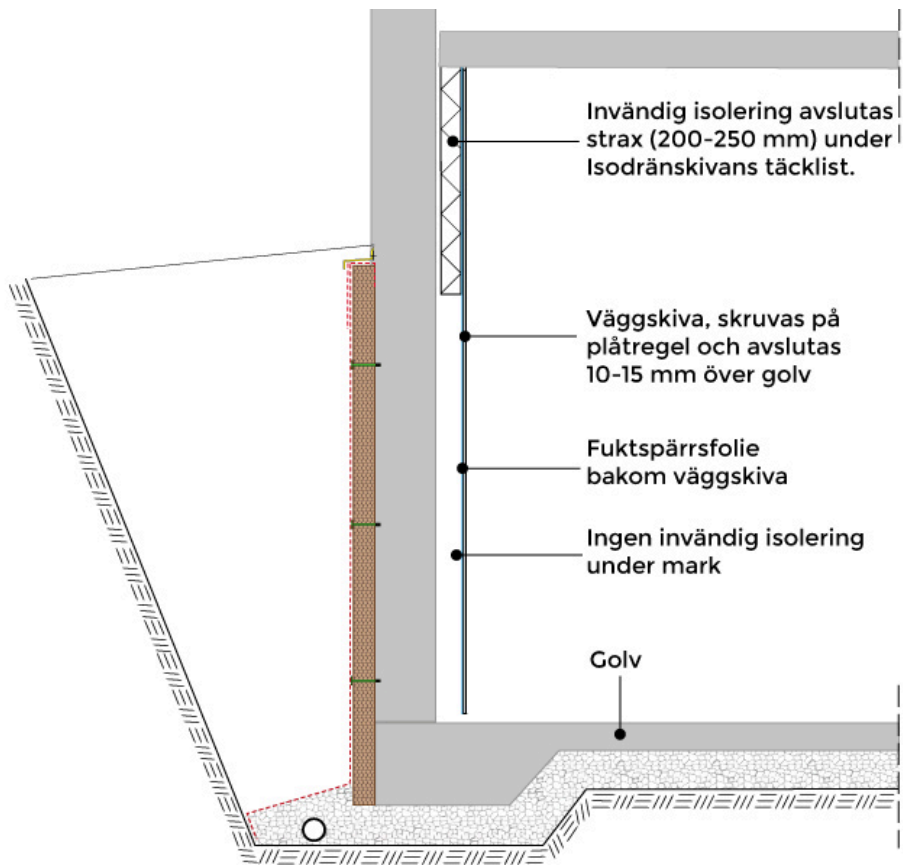 Invändig isolering avslutas
strax (200-250 mm) under
Isodränskivans täcklist.
Väggskiva, skruvas på
plåtregel och avslutas
10-15 mm över golv
Fuktspärrsfolie
bakom väggskiva
Ingen invändig isolering
under mark
Golv